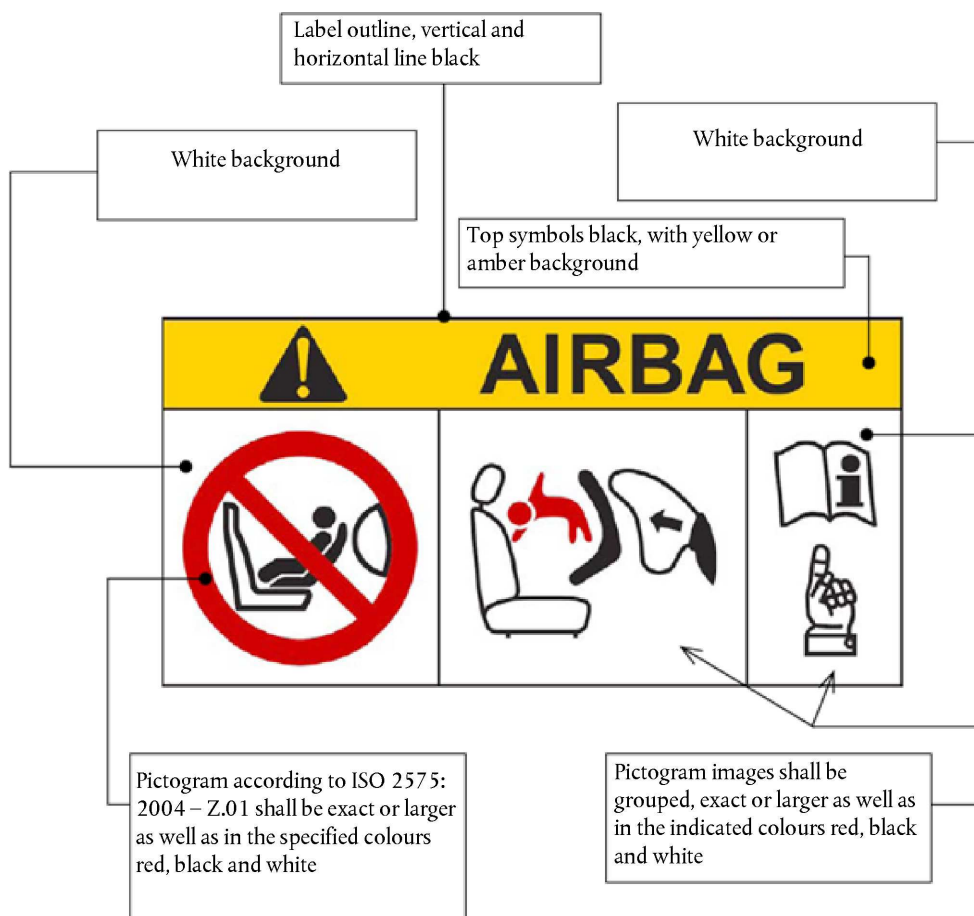 Label outline, vertical and
horizontal line black
White background
White background
Top symbols black, with yellow or
amber background
AIRBAG
i
Pictogram according to ISO 2575:
2004 – Z.01 shall be exact or larger
as well as in the specified colours
red, black and white
Pictogram images shall be
grouped, exact or larger as well as
in the indicated colours red, black
and white